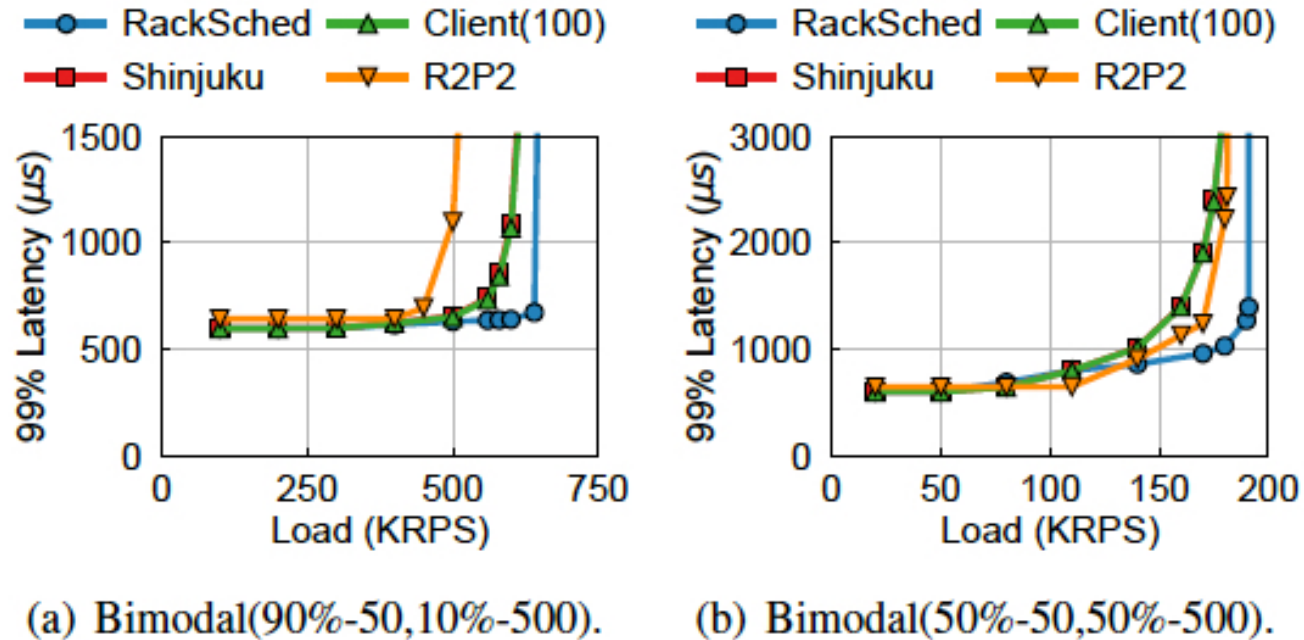 RackSched Client(100)
Shinjuku R2P2
1500
1000
500
0
99% Latency (μs)
0 250 500 750
Load (KRPS)
(a) Bimodal(90%-50,10%-500).
RackSched Client(100)
Shinjuku R2P2
3000
2000
1000
0
99% Latency (μs)
0 50 100 150 200
Load (KRPS)
(b) Bimodal(50%-50,50%-500).